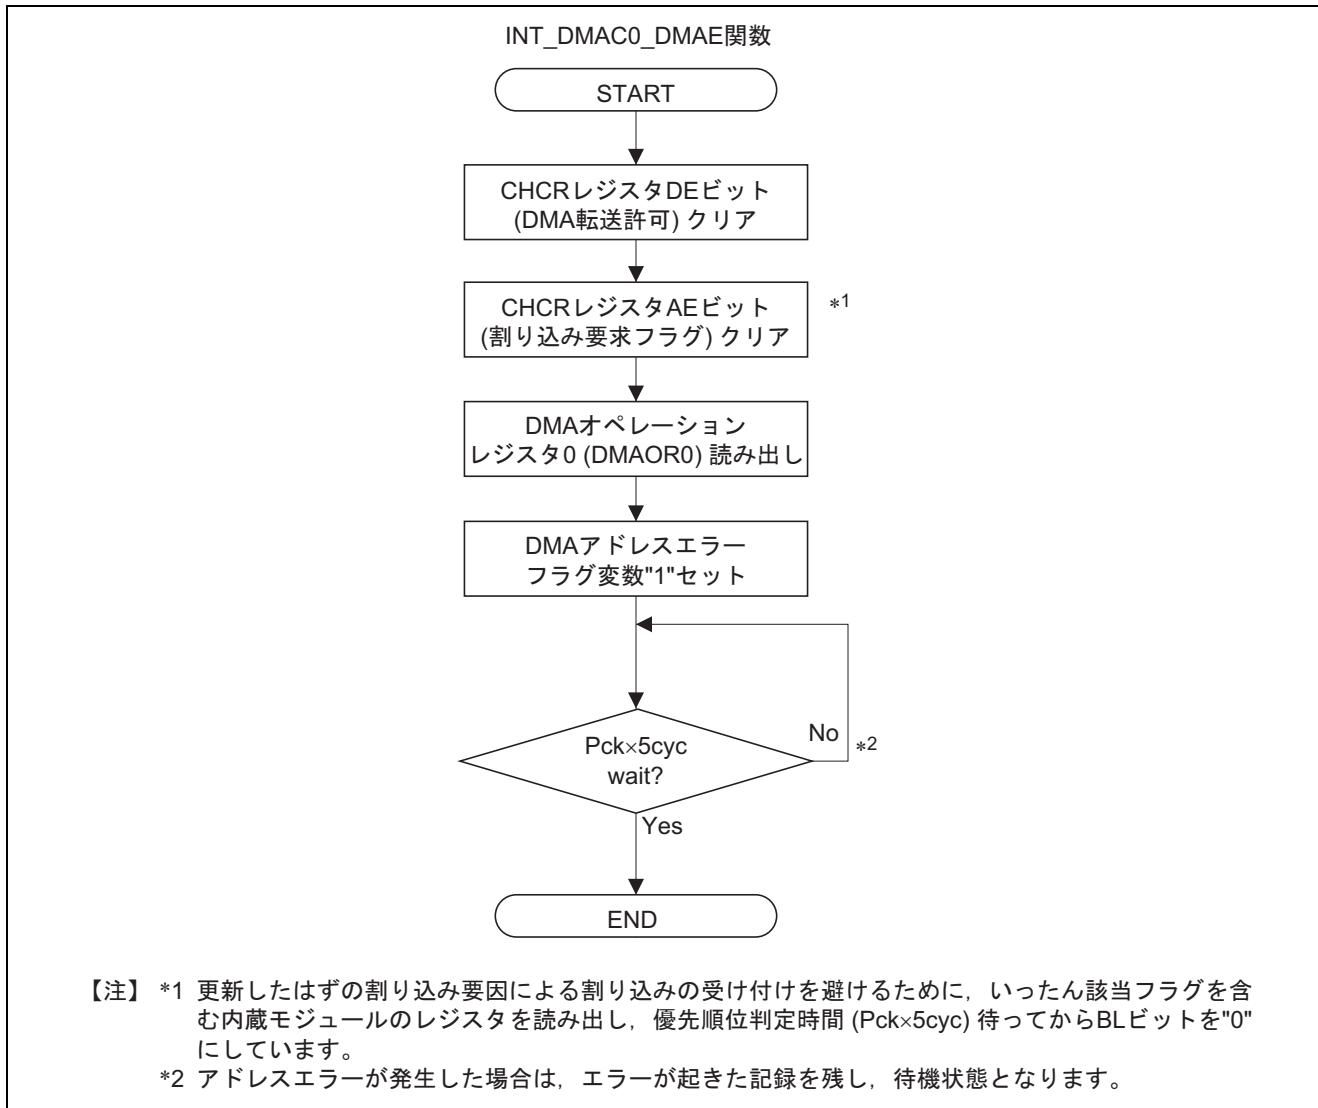 INT_DMAC0_DMAE関数
START
CHCRレジスタDEビット
(DMA転送許可) クリア
CHCRレジスタAEビット
(割り込み要求フラグ) クリア
*1
DMAオペレーション
レジスタ0 (DMAOR0) 読み出し
DMAアドレスエラー
フラグ変数"1"セット
Pck×5cyc
wait?
No
*2
Yes
END
【注】 *1 更新したはずの割り込み要因による割り込みの受け付けを避けるために，いったん該当フラグを含
む内蔵モジュールのレジスタを読み出し，優先順位判定時間 (Pck×5cyc) 待ってからBLビットを"0"
にしています。
*2 アドレスエラーが発生した場合は，エラーが起きた記録を残し，待機状態となります。